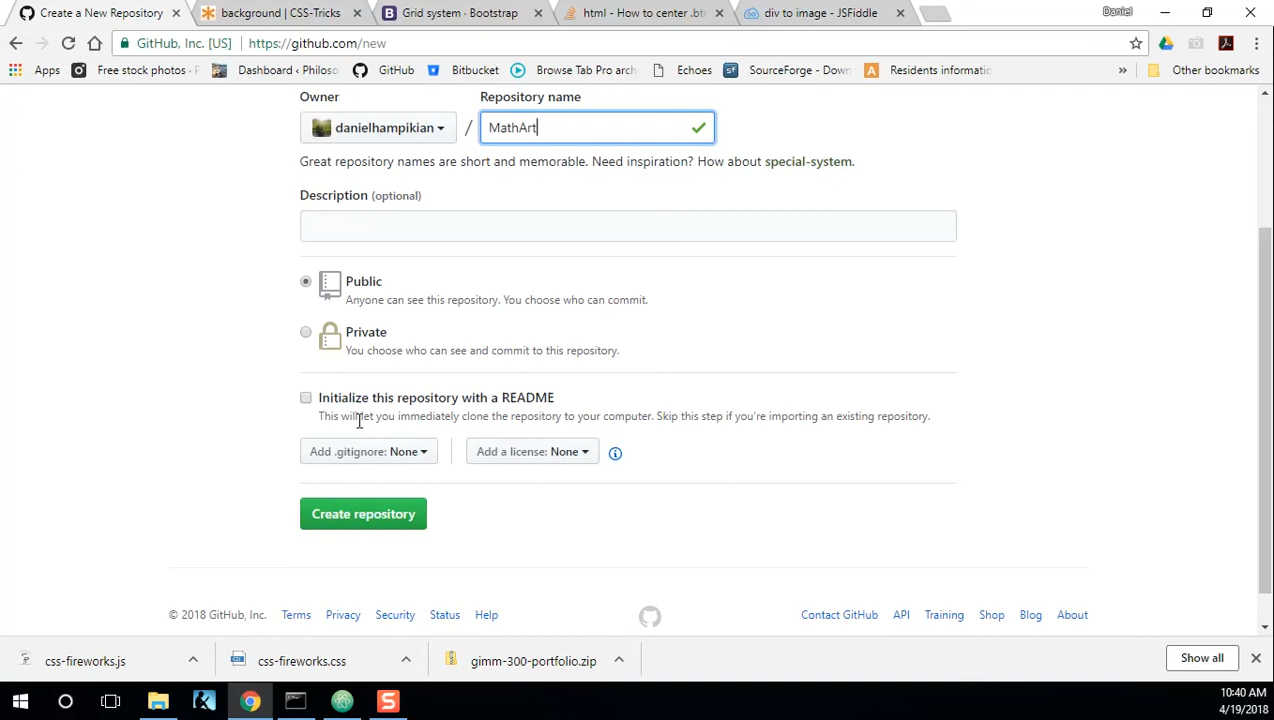 Create a New Repository
background | CSS-Tricks
Grid system · Bootstrap
html - How to center .bt
div to image - JSFiddle
Daniel
GitHub, Inc. [US]
https://github.com/new
Apps
Free stock photos ·
Dashboard ‹ Philos
GitHub
Bitbucket
Browse Tab Pro arch
Echoes
SourceForge - Down
Residents informatio
»
Other bookmarks
Owner
Repository name
danielhampikian
/
MathArt
Great repository names are short and memorable. Need inspiration? How about special-system.
Description (optional)
Public
Anyone can see this repository. You choose who can commit.
Private
You choose who can see and commit to this repository.
Initialize this repository with a README
This will let you immediately clone the repository to your computer. Skip this step if you're importing an existing repository.
Add .gitignore: None
Add a license: None
Create repository
© 2018 GitHub, Inc.
Terms
Privacy
Security
Status
Help
Contact GitHub
API
Training
Shop
Blog
About
css-fireworks.js
css-fireworks.css
gimm-300-portfolio.zip
Show all
10:40 AM
4/19/2018